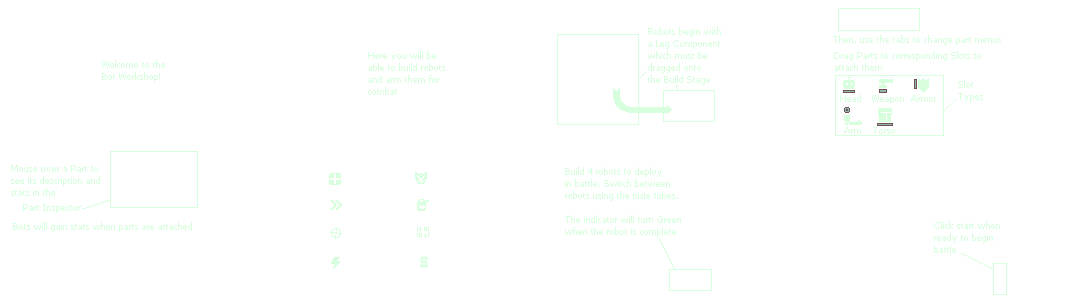 Welcome to the
Bot Workshop!
Here, you will be
able to build robots
and arm them for
combat.
Robots begin with
a Leg Component
which must be
dragged onto
the Build Stage
Then, use the tabs to change part menus
Drag Parts to corresponding Slots to
attach them
Head Weapon Armor
Arm Torso
Slot
Types
Mouse over a Part to
see its description and
stats in the
Part Inspector
Bots will gain stats when parts are attached
Build 4 robots to deploy
in battle. Switch between
robots using the robo tubes.
The indicator will turn Green
when the robot is complete
Click start when
ready to begin
battle